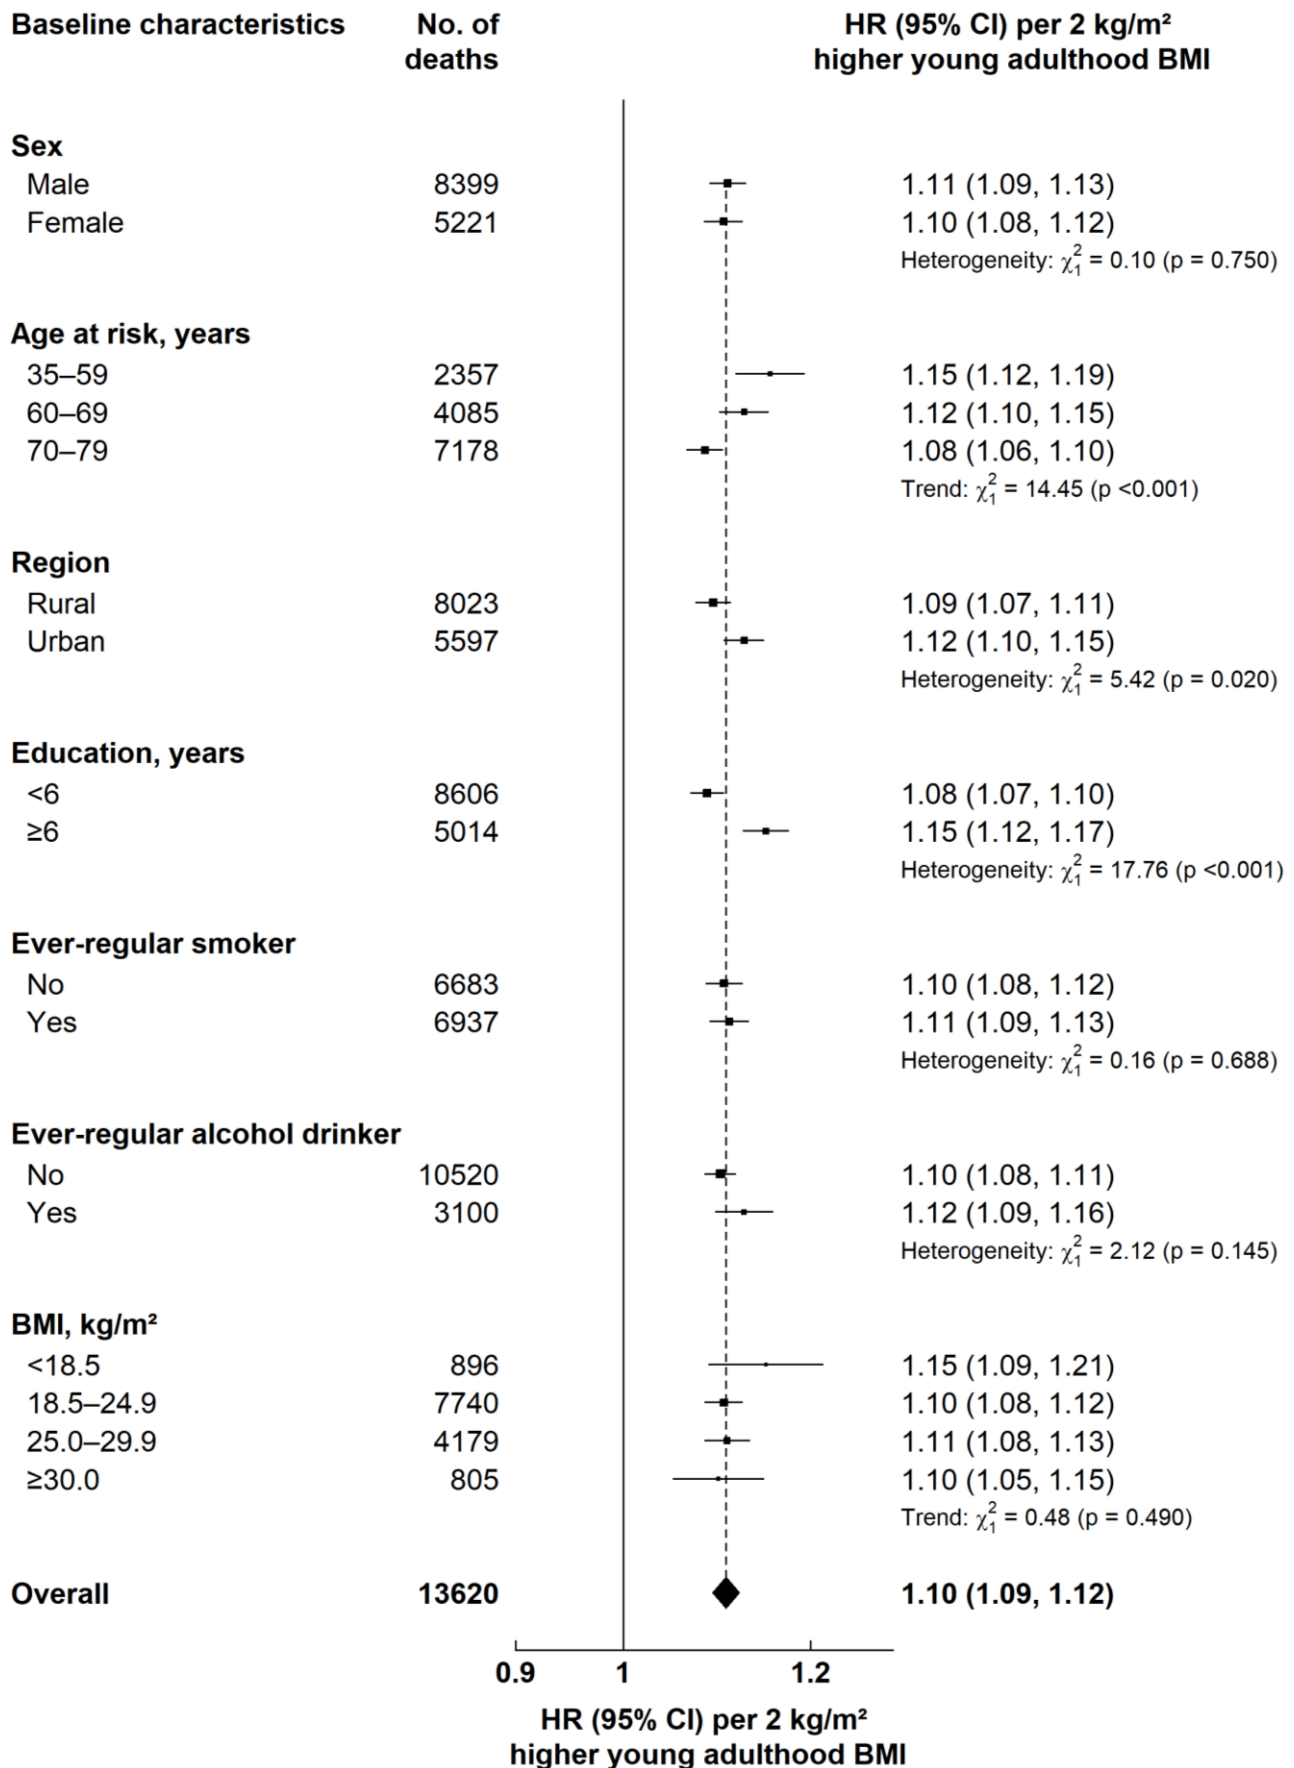 Baseline characteristics No. of deaths HR (95% CI) per 2 kg/m² higher young adulthood BMI
Sex
Male 8399 1.11 (1.09, 1.13)
Female 5221 1.10 (1.08, 1.12)
Heterogeneity: χ₁² = 0.10 (p = 0.750)
Age at risk, years
35–59 2357 1.15 (1.12, 1.19)
60–69 4085 1.12 (1.10, 1.15)
70–79 7178 1.08 (1.06, 1.10)
Trend: χ₁² = 14.45 (p <0.001)
Region
Rural 8023 1.09 (1.07, 1.11)
Urban 5597 1.12 (1.10, 1.15)
Heterogeneity: χ₁² = 5.42 (p = 0.020)
Education, years
<6 8606 1.08 (1.07, 1.10)
≥6 5014 1.15 (1.12, 1.17)
Heterogeneity: χ₁² = 17.76 (p <0.001)
Ever-regular smoker
No 6683 1.10 (1.08, 1.12)
Yes 6937 1.11 (1.09, 1.13)
Heterogeneity: χ₁² = 0.16 (p = 0.688)
Ever-regular alcohol drinker
No 10520 1.10 (1.08, 1.11)
Yes 3100 1.12 (1.09, 1.16)
Heterogeneity: χ₁² = 2.12 (p = 0.145)
BMI, kg/m²
<18.5 896 1.15 (1.09, 1.21)
18.5–24.9 7740 1.10 (1.08, 1.12)
25.0–29.9 4179 1.11 (1.08, 1.13)
≥30.0 805 1.10 (1.05, 1.15)
Trend: χ₁² = 0.48 (p = 0.490)
Overall 13620 1.10 (1.09, 1.12)
0.9 1 1.2
HR (95% CI) per 2 kg/m²
higher young adulthood BMI